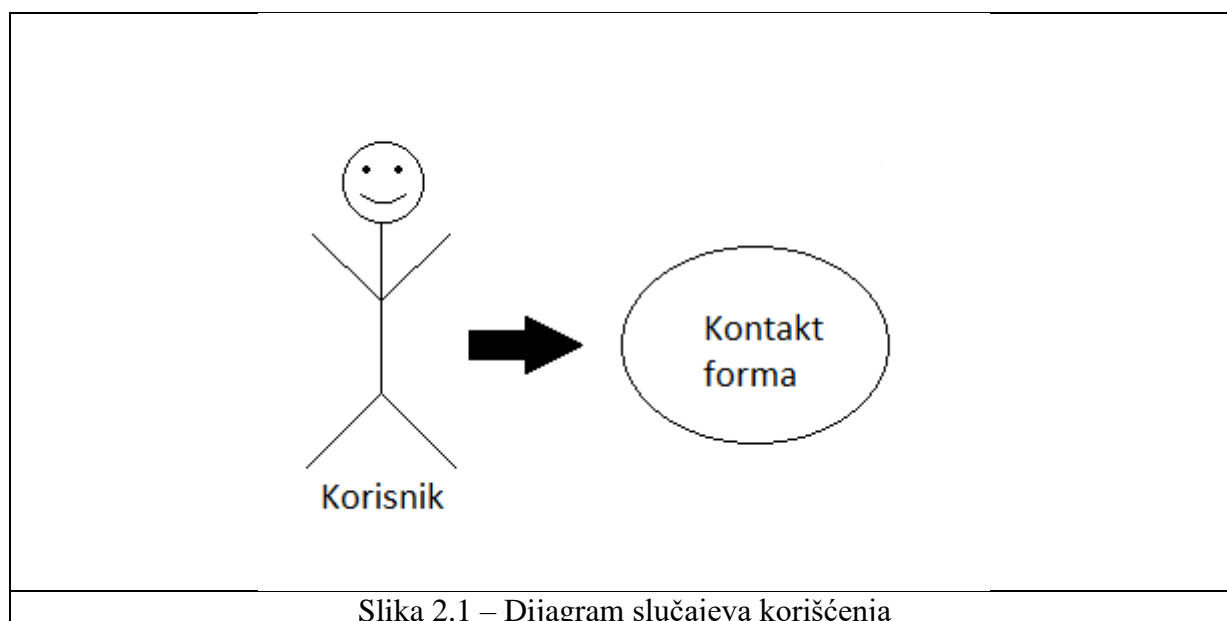 Kontakt
forma
Korisnik
Slika 2.1 – Dijagram slučajeva korišćenja